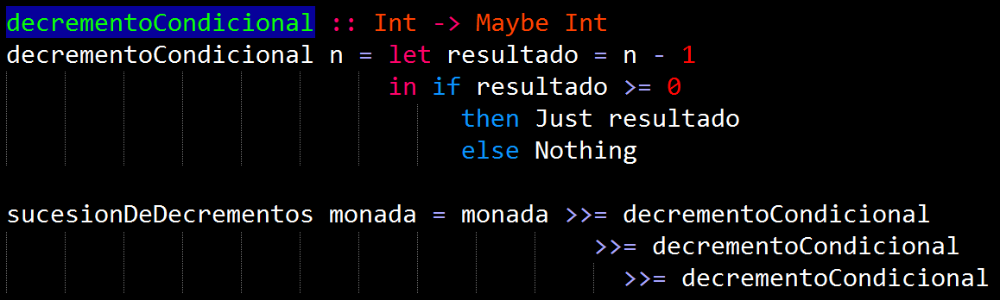 decrementoCondicional :: Int -> Maybe Int
decrementoCondicional n = let resultado = n - 1
in if resultado >= 0
then Just resultado
else Nothing
sucesionDeDecrementos monada = monada >>= decrementoCondicional
>>= decrementoCondicional
>>= decrementoCondicional